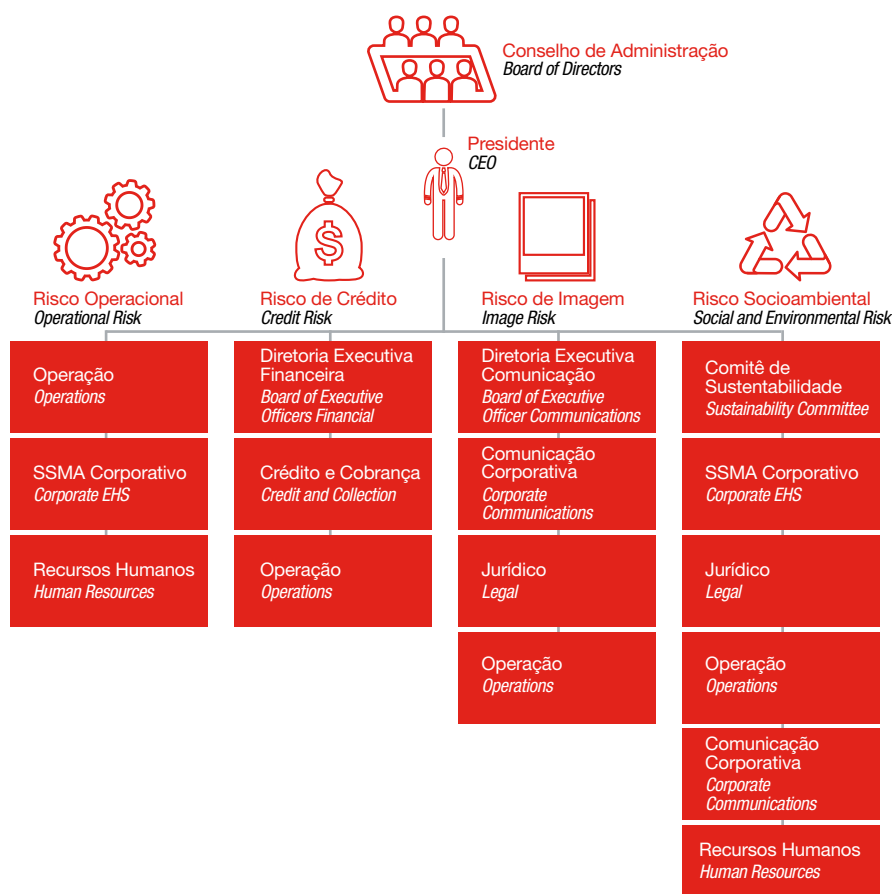 Conselho de Administração
Board of Directors
Presidente
CEO
$
Risco Operacional
Operational Risk
Operação
Operations
SSMA Corporativo
Corporate EHS
Recursos Humanos
Human Resources
Risco de Crédito
Credit Risk
Diretoria Executiva
Financeira
Board of Executive
Officers Financial
Crédito e Cobrança
Credit and Collection
Operação
Operations
Risco de Imagem
Image Risk
Diretoria Executiva
Comunicação
Board of Executive
Officer Communications
Comunicação
Corporativa
Corporate
Communications
Jurídico
Legal
Operação
Operations
Risco Socioambiental
Social and Environmental Risk
Comitê de
Sustentabilidade
Sustainability Committee
SSMA Corporativo
Corporate EHS
Jurídico
Legal
Operação
Operations
Comunicação
Corporativa
Corporate
Communications
Recursos Humanos
Human Resources